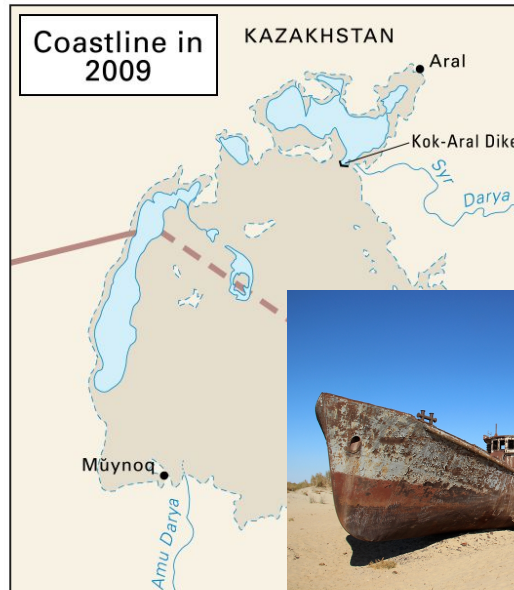 Coastline in
2009
KAZAKHSTAN
Aral
Kok-Aral Dike
Syr
Darya
Mŭynoq
Amu Darya